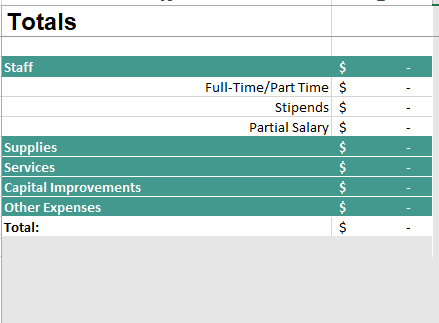 Totals
Staff $ -
Full-Time/Part Time $ -
Stipends $ -
Partial Salary $ -
Supplies $ -
Services $ -
Capital Improvements $ -
Other Expenses $ -
Total: $ -